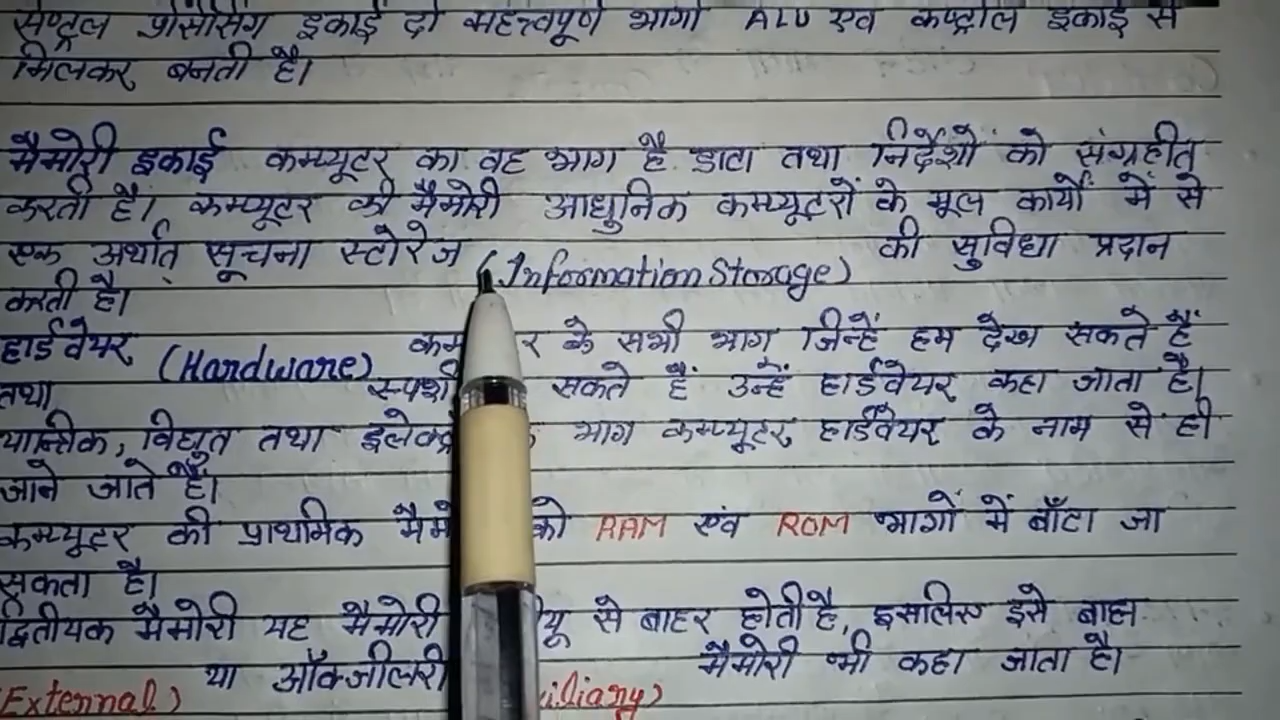 सेण्ट्रल प्रोसेसिंग इकाई दो महत्त्वपूर्ण भागों ALU एवं कण्ट्रोल इकाई से
मिलकर बनती है।
मैमोरी इकाई कम्प्यूटर का वह भाग है डाटा तथा निर्देशों को संग्रहीत
करती है। कम्प्यूटर की मैमोरी आधुनिक कम्प्यूटरों के मूल कार्यों में से
एक अर्थात् सूचना स्टोरेज (Information Storage) की सुविधा प्रदान
करती है।
हार्डवेयर (Hardware) के सभी भाग जिन्हें हम देख सकते हैं
तथा स्पर्श सकते हैं उन्हें हार्डवेयर कहा जाता है।
यान्त्रिक, विद्युत तथा भाग कम्प्यूटर हार्डवेयर के नाम से ही
जाने जाते हैं।
कम्प्यूटर की प्राथमिक को RAM एंव ROM भागों में बाँटा जा
सकता है।
द्वितीयक मैमोरी यह मैमोरी से बाहर होती है, इसलिए इसे बाह्य
(External) या ऑक्जीलरी मैमोरी भी कहा जाता है।